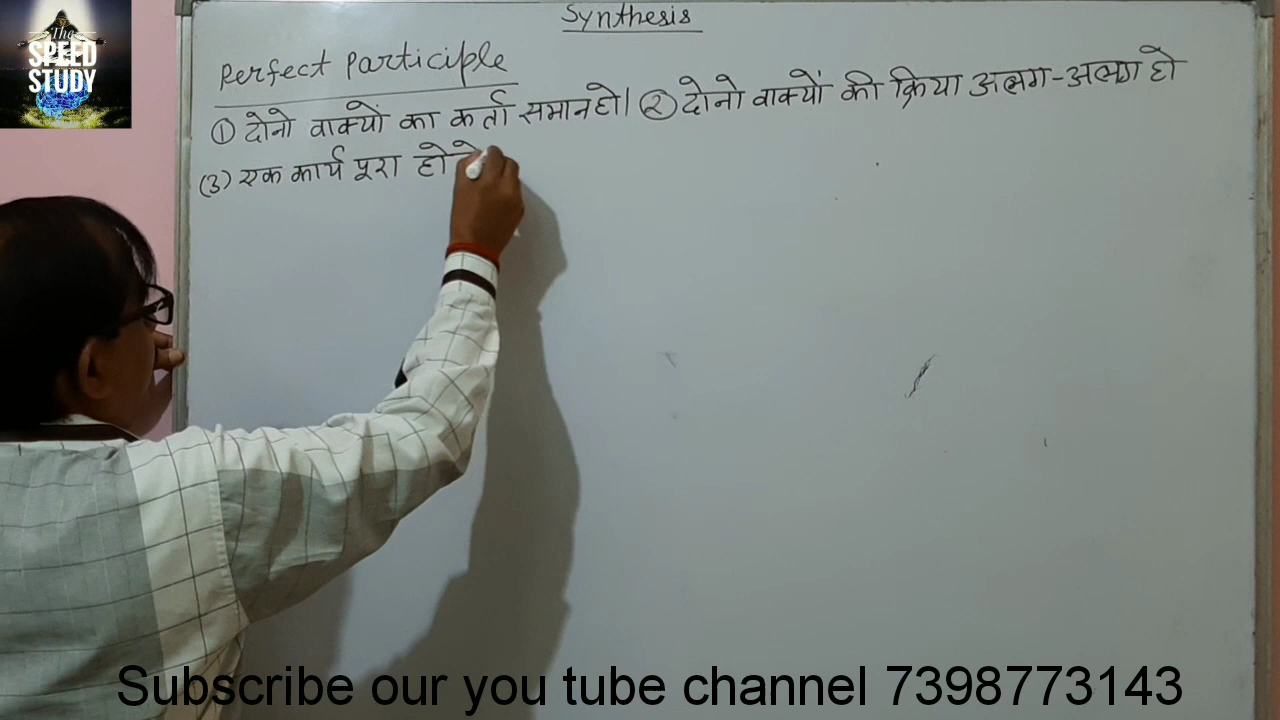 The
SPEED
STUDY
Synthesis
Perfect Participle
① दोनो वाक्यों का कर्ता समान हो। ② दोनो वाक्यों की क्रिया अलग-अलग हो
(3) एक कार्य पूरा होने
Subscribe our you tube channel 7398773143